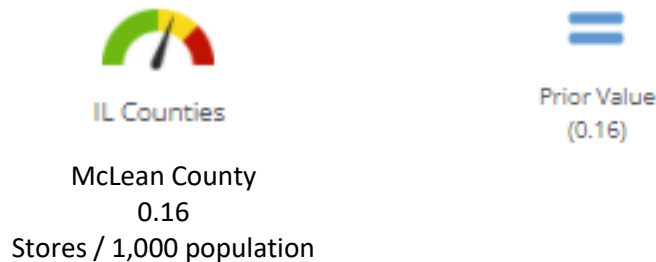 IL Counties
McLean County
0.16
Stores / 1,000 population
Prior Value
(0.16)